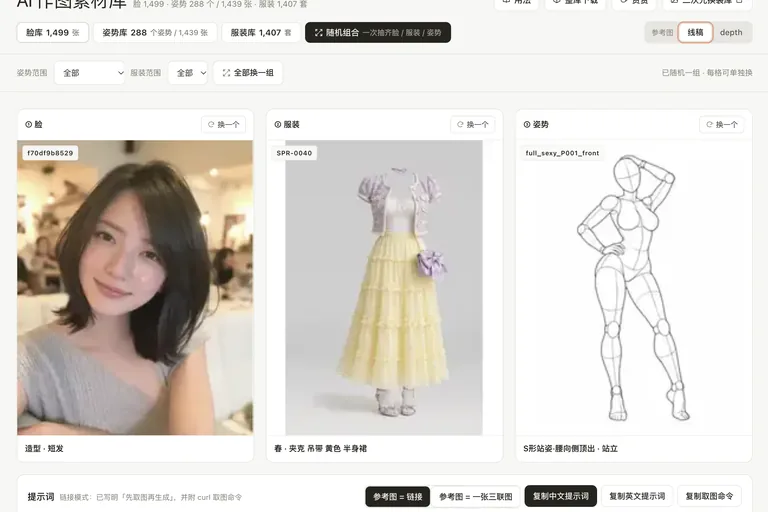 AI作图素材库 脸 1,499 · 姿势 288 个 / 1,439 张 · 服装 1,407 套
用法 整库下载
脸库 1,499 张 姿势库 288 个姿势 / 1,439 张 服装库 1,407 套 随机组合 一次抽齐脸 / 服装 / 姿势 参考图 线稿 depth
姿势范围 全部 服装范围 全部 全部换一组 已随机一组 · 每格可单独换
① 脸 换一个
f70df9b8529
造型 · 短发
② 服装 换一个
SPR-0040
春 · 夹克 吊带 黄色 半身裙
③ 姿势 换一个
full_sexy_P001_front
S形站姿·腰向侧顶出 · 站立
提示词 链接模式：已写明「先取图再生成」，并附 curl 取图命令 参考图 = 链接 参考图 = 一张三联图 复制中文提示词 复制英文提示词 复制取图命令